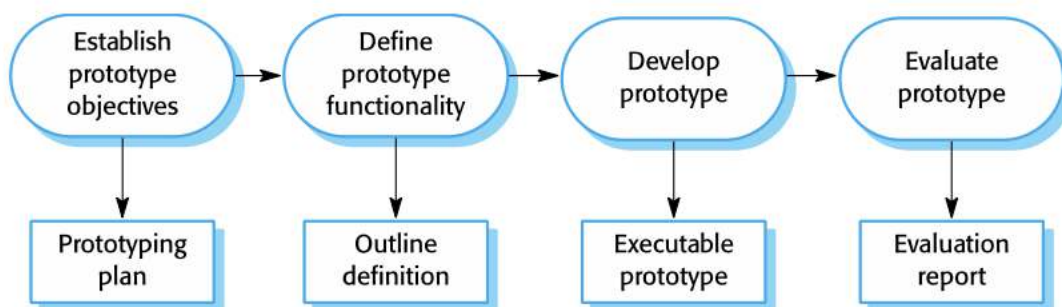 Establish
prototype
objectives
Define
prototype
functionality
Develop
prototype
Evaluate
prototype
Prototyping
plan
Outline
definition
Executable
prototype
Evaluation
report